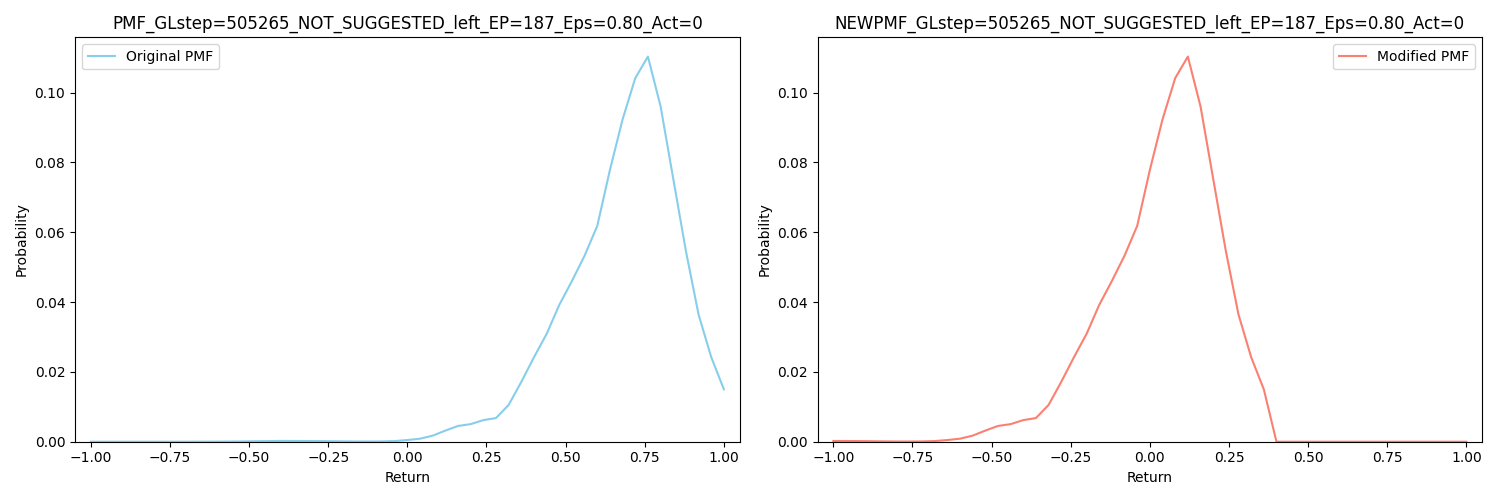 PMF_GLstep=505265_NOT_SUGGESTED_left_EP=187_Eps=0.80_Act=0
Original PMF
Probability
0.10
0.08
0.06
0.04
0.02
0.00
−1.00 −0.75 −0.50 −0.25 0.00 0.25 0.50 0.75 1.00
Return
NEWPMF_GLstep=505265_NOT_SUGGESTED_left_EP=187_Eps=0.80_Act=0
Modified PMF
Probability
0.10
0.08
0.06
0.04
0.02
0.00
−1.00 −0.75 −0.50 −0.25 0.00 0.25 0.50 0.75 1.00
Return